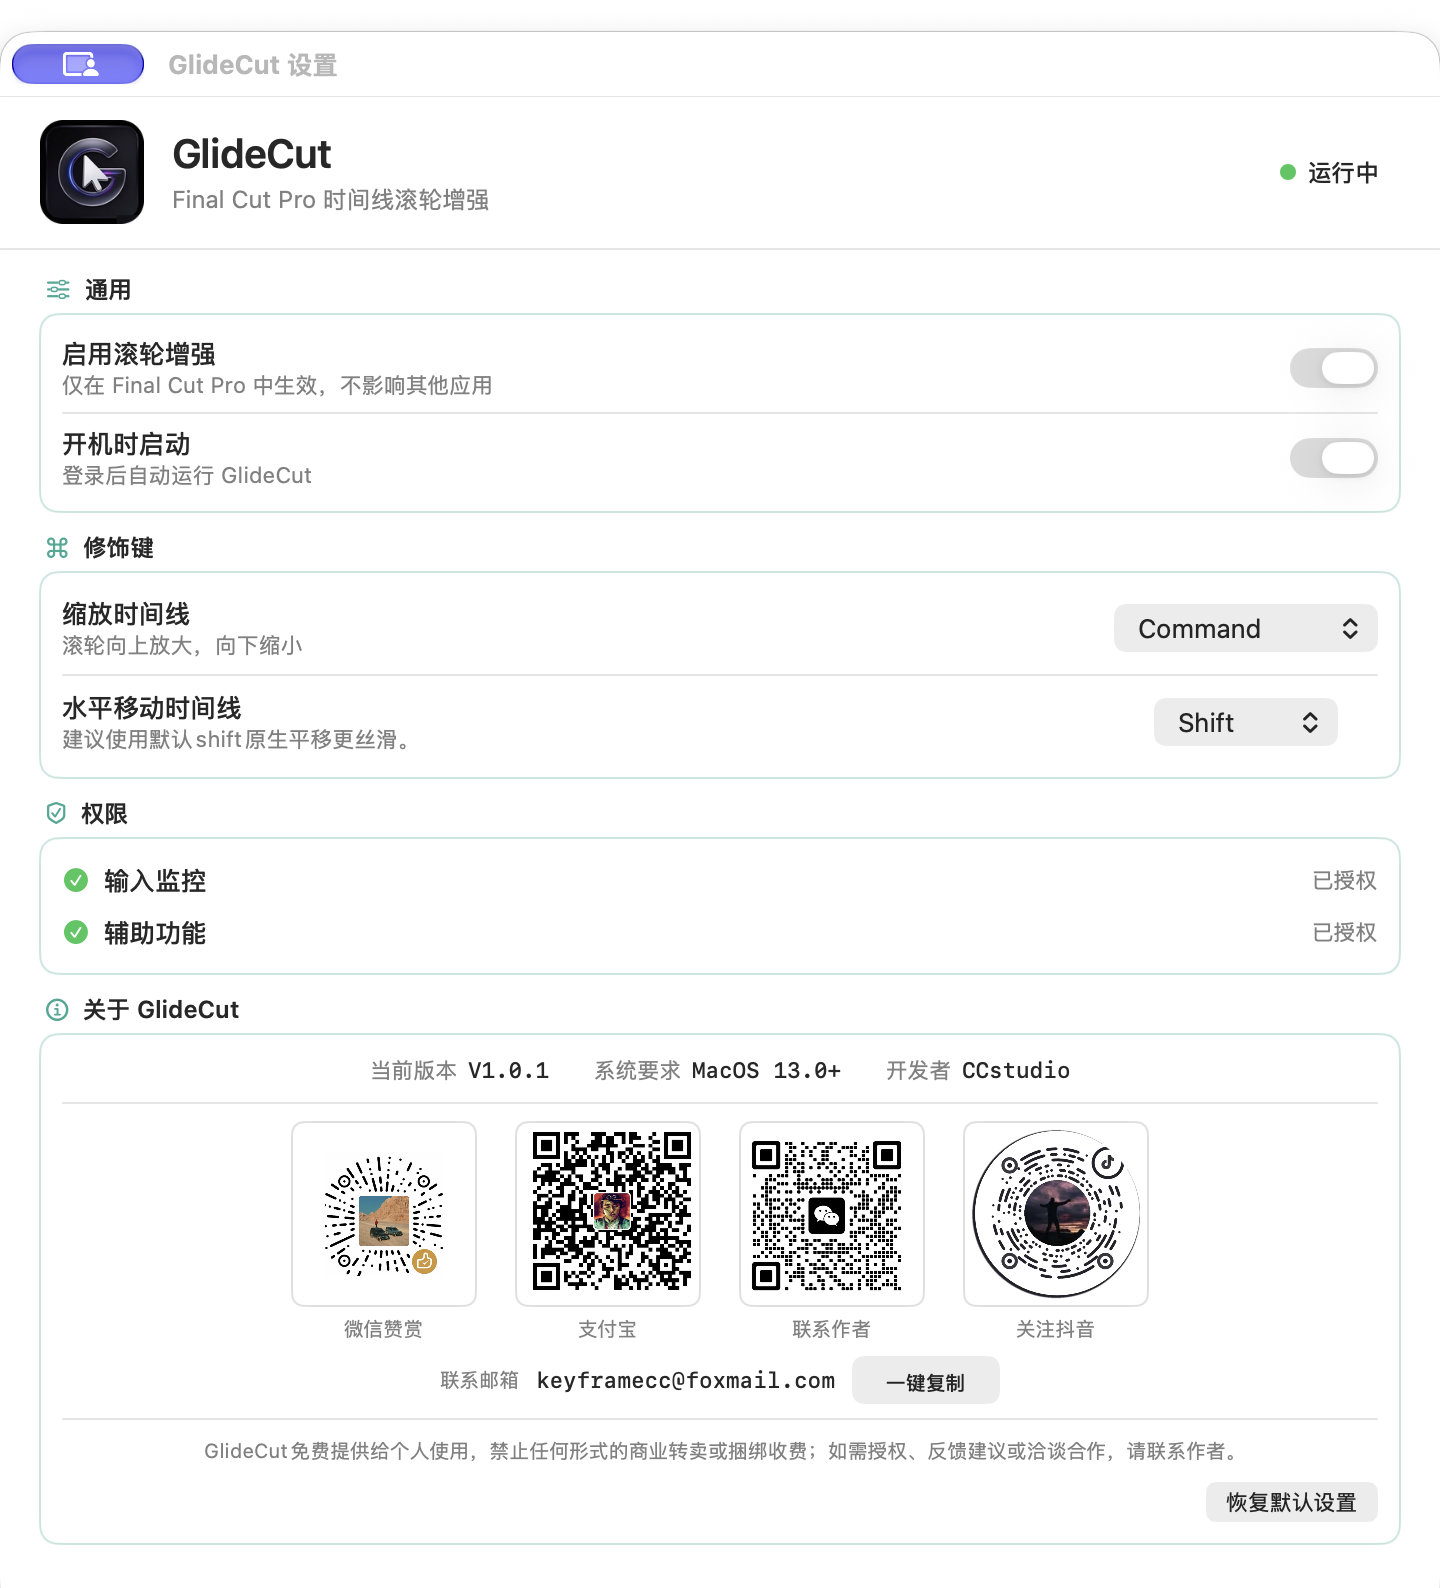 GlideCut 设置
GlideCut
Final Cut Pro 时间线滚轮增强
运行中
通用
启用滚轮增强
仅在 Final Cut Pro 中生效，不影响其他应用
开机时启动
登录后自动运行 GlideCut
修饰键
缩放时间线
滚轮向上放大，向下缩小
Command
水平移动时间线
建议使用默认shift原生平移更丝滑。
Shift
权限
输入监控
已授权
辅助功能
已授权
关于 GlideCut
当前版本 V1.0.1 系统要求 MacOS 13.0+ 开发者 CCstudio
微信赞赏
支付宝
联系作者
关注抖音
联系邮箱 keyframecc@foxmail.com 一键复制
GlideCut免费提供给个人使用，禁止任何形式的商业转卖或捆绑收费；如需授权、反馈建议或洽谈合作，请联系作者。
恢复默认设置